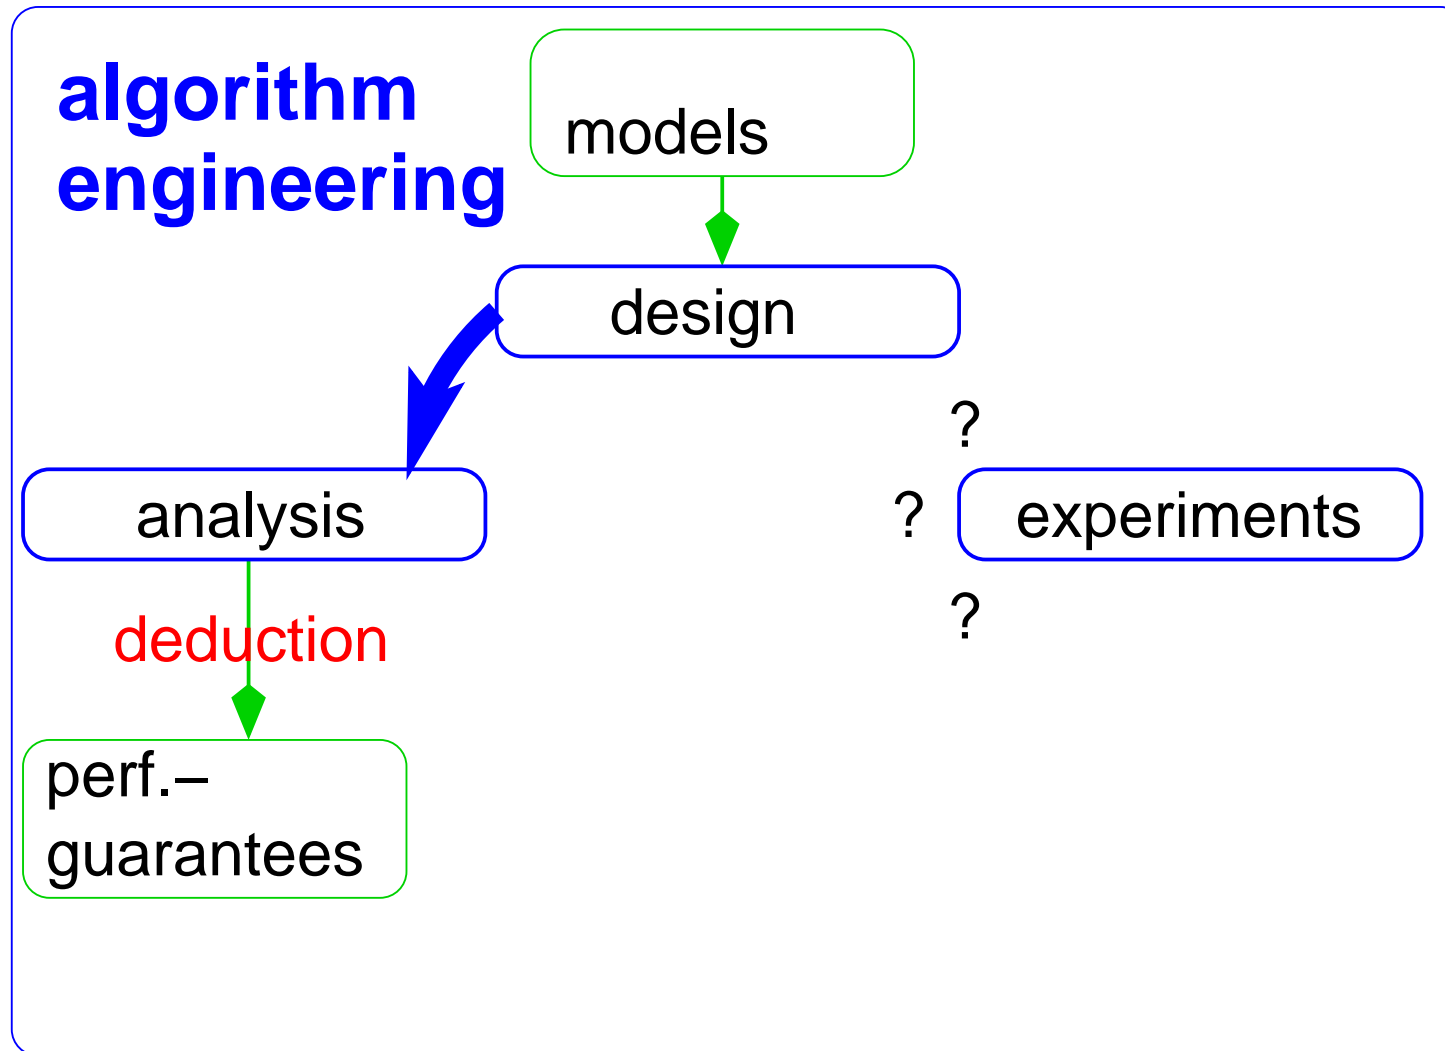 algorithm
engineering
models
design
?
analysis
?
experiments
deduction
?
perf.–
guarantees